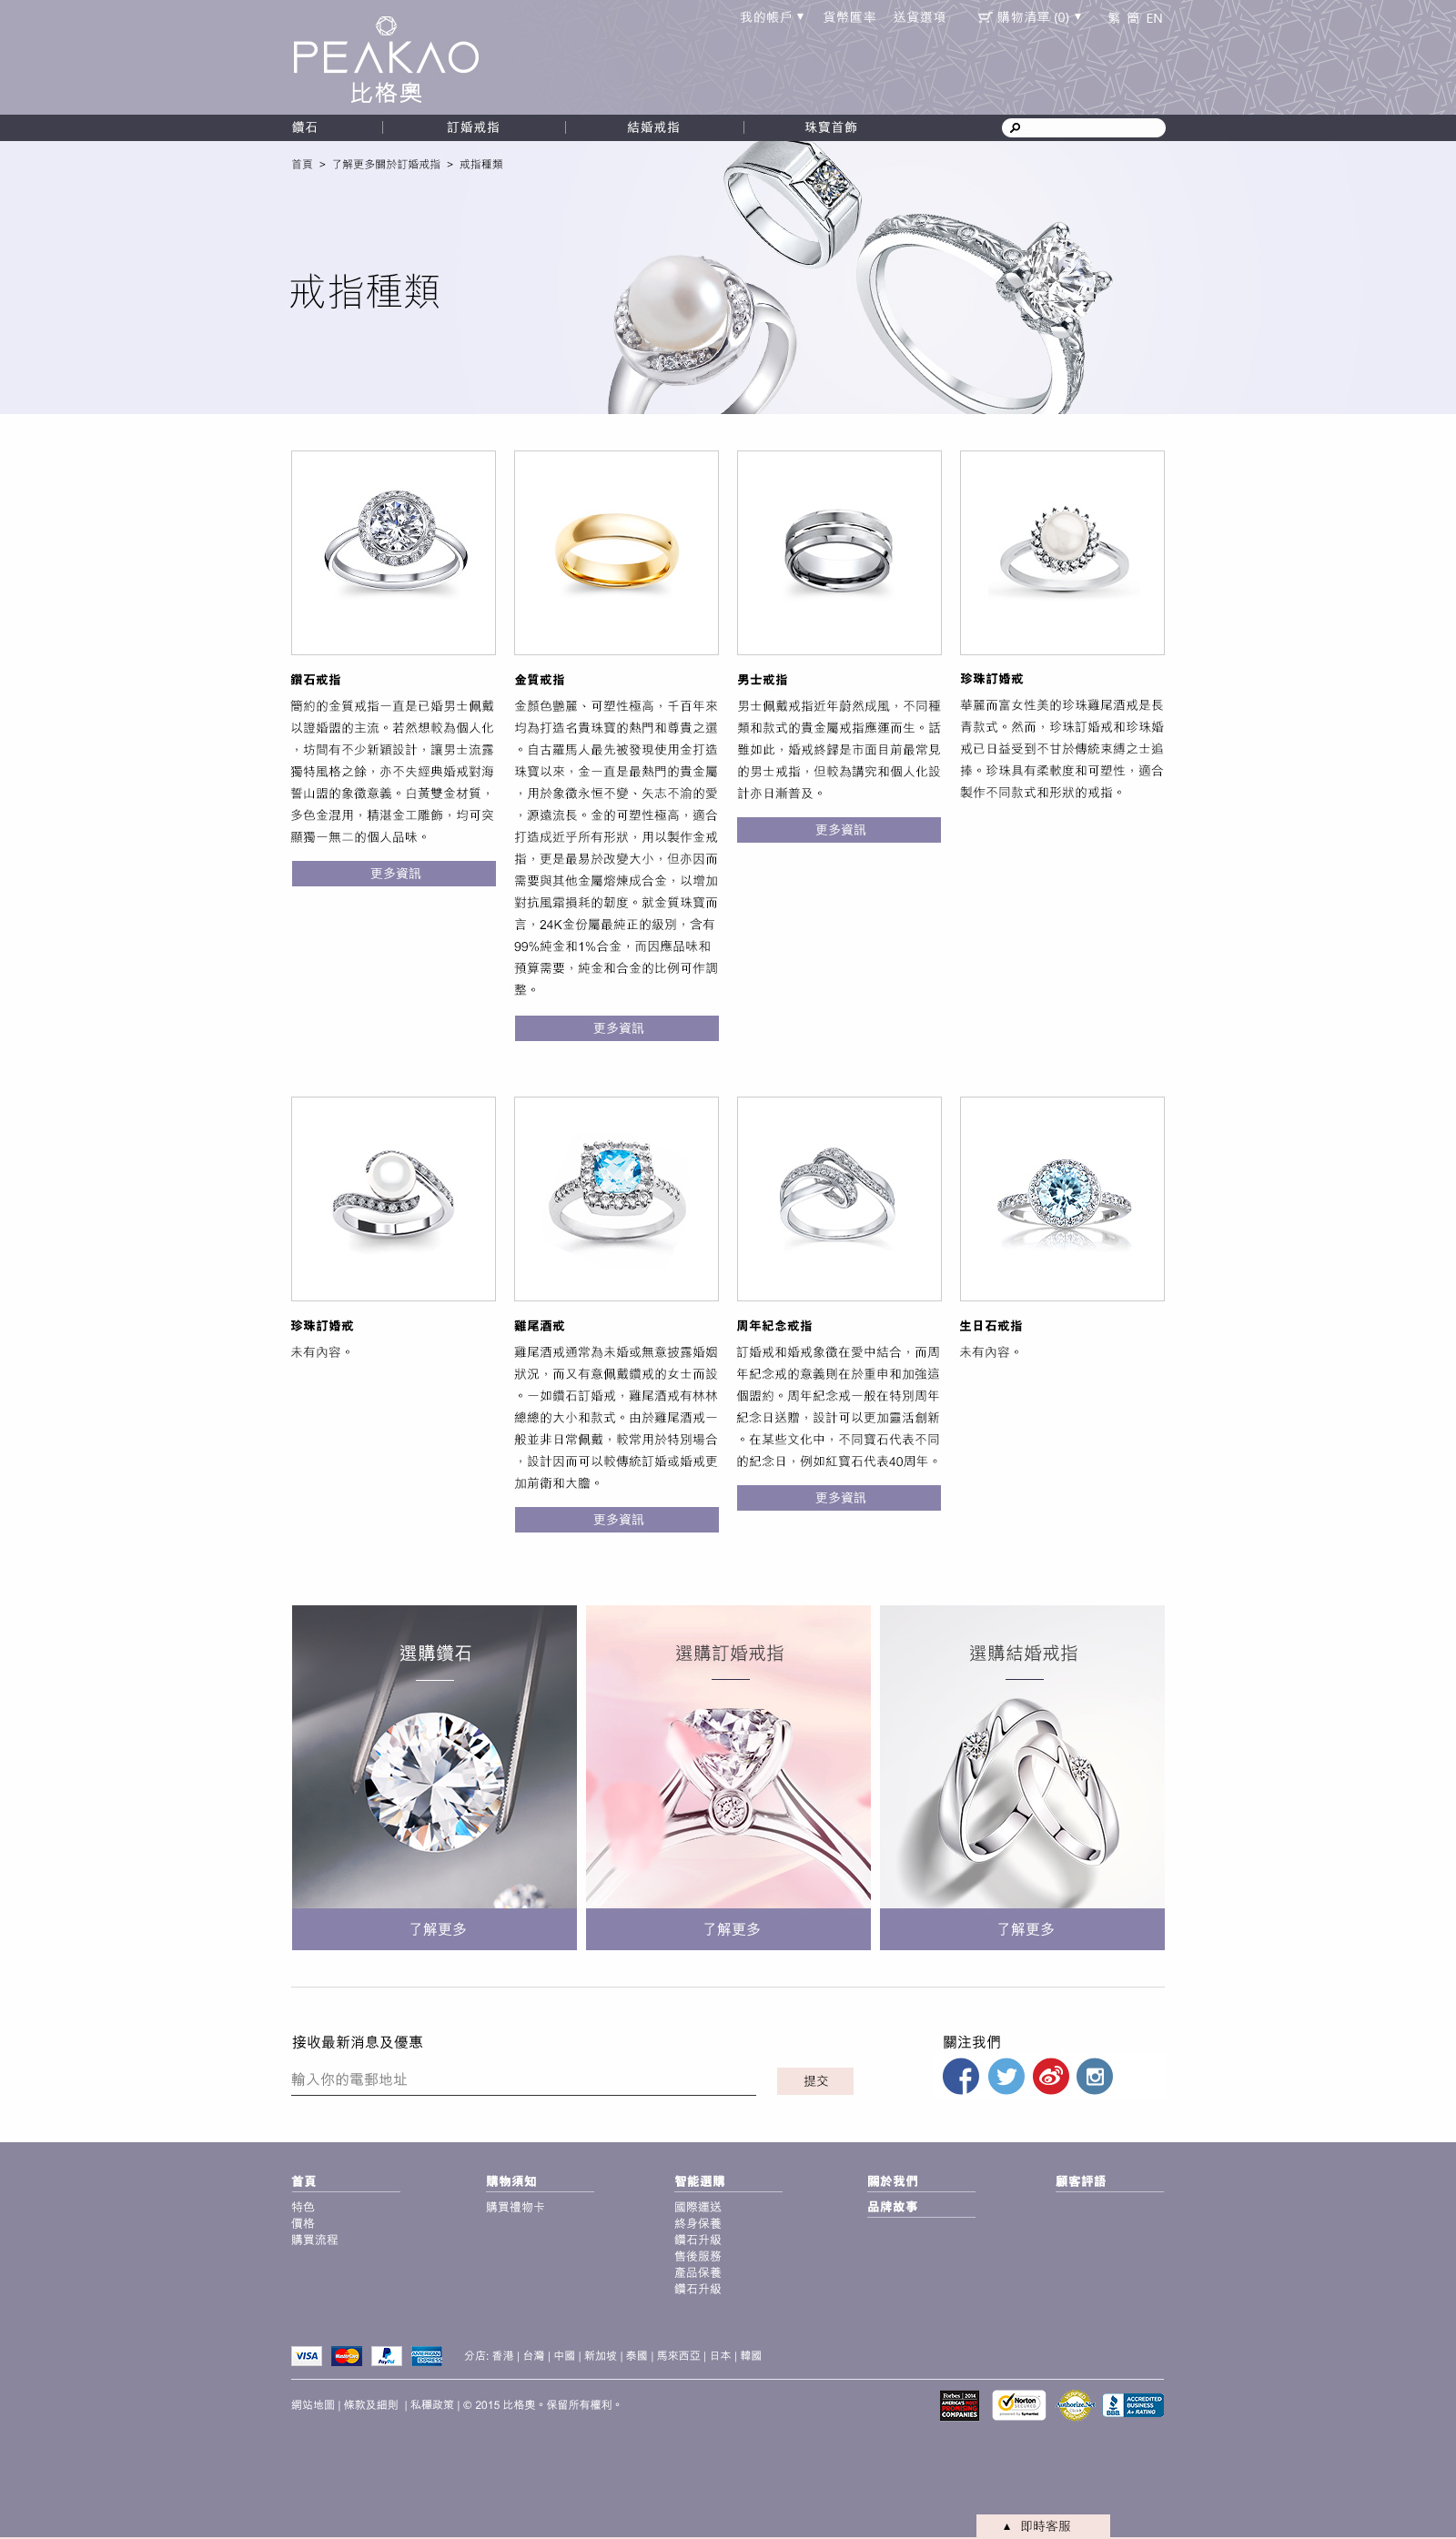 我的帳戶 ▼ 貨幣匯率 送貨選項 購物清單 (0) ▼ 繁 简 EN
PEAKAO
比格奧
鑽石 | 訂婚戒指 | 結婚戒指 | 珠寶首飾
首頁 > 了解更多關於訂婚戒指 > 戒指種類
戒指種類
鑽石戒指
簡約的金質戒指一直是已婚男士佩戴
以證婚盟的主流。若然想較為個人化
，坊間有不少新穎設計，讓男士流露
獨特風格之餘，亦不失經典婚戒對海
誓山盟的象徵意義。白黃雙金材質，
多色金混用，精湛金工雕飾，均可突
顯獨一無二的個人品味。
更多資訊
金質戒指
金顏色艷麗、可塑性極高，千百年來
均為打造名貴珠寶的熱門和尊貴之選
。自古羅馬人最先被發現使用金打造
珠寶以來，金一直是最熱門的貴金屬
，用於象徵永恒不變、矢志不渝的愛
，源遠流長。金的可塑性極高，適合
打造成近乎所有形狀，用以製作金戒
指，更是最易於改變大小，但亦因而
需要與其他金屬熔煉成合金，以增加
對抗風霜損耗的韌度。就金質珠寶而
言，24K金份屬最純正的級別，含有
99%純金和1%合金，而因應品味和
預算需要，純金和合金的比例可作調
整。
更多資訊
男士戒指
男士佩戴戒指近年蔚然成風，不同種
類和款式的貴金屬戒指應運而生。話
雖如此，婚戒終歸是市面目前最常見
的男士戒指，但較為講究和個人化設
計亦日漸普及。
更多資訊
珍珠訂婚戒
華麗而富女性美的珍珠雞尾酒戒是長
青款式。然而，珍珠訂婚戒和珍珠婚
戒已日益受到不甘於傳統束縛之士追
捧。珍珠具有柔軟度和可塑性，適合
製作不同款式和形狀的戒指。
珍珠訂婚戒
未有內容。
雞尾酒戒
雞尾酒戒通常為未婚或無意披露婚姻
狀況，而又有意佩戴鑽戒的女士而設
。一如鑽石訂婚戒，雞尾酒戒有林林
總總的大小和款式。由於雞尾酒戒一
般並非日常佩戴，較常用於特別場合
，設計因而可以較傳統訂婚或婚戒更
加前衛和大膽。
更多資訊
周年紀念戒指
訂婚戒和婚戒象徵在愛中結合，而周
年紀念戒的意義則在於重申和加強這
個盟約。周年紀念戒一般在特別周年
紀念日送贈，設計可以更加靈活創新
。在某些文化中，不同寶石代表不同
的紀念日，例如紅寶石代表40周年。
更多資訊
生日石戒指
未有內容。
選購鑽石
了解更多
選購訂婚戒指
了解更多
選購結婚戒指
了解更多
接收最新消息及優惠
輸入你的電郵地址
提交
關注我們
首頁
特色
價格
購買流程
購物須知
購買禮物卡
智能選購
國際運送
終身保養
鑽石升級
售後服務
產品保養
鑽石升級
關於我們
品牌故事
顧客評語
VISA MasterCard PayPal AMERICAN EXPRESS
分店: 香港 | 台灣 | 中國 | 新加坡 | 泰國 | 馬來西亞 | 日本 | 韓國
網站地圖 | 條款及細則 | 私穩政策 | © 2015 比格奧。保留所有權利。
Forbes 2014 AMERICA'S MOST PROMISING COMPANIES
Norton SECURED powered by Symantec
Authorize.Net
BBB ACCREDITED BUSINESS A+ RATING
▲ 即時客服